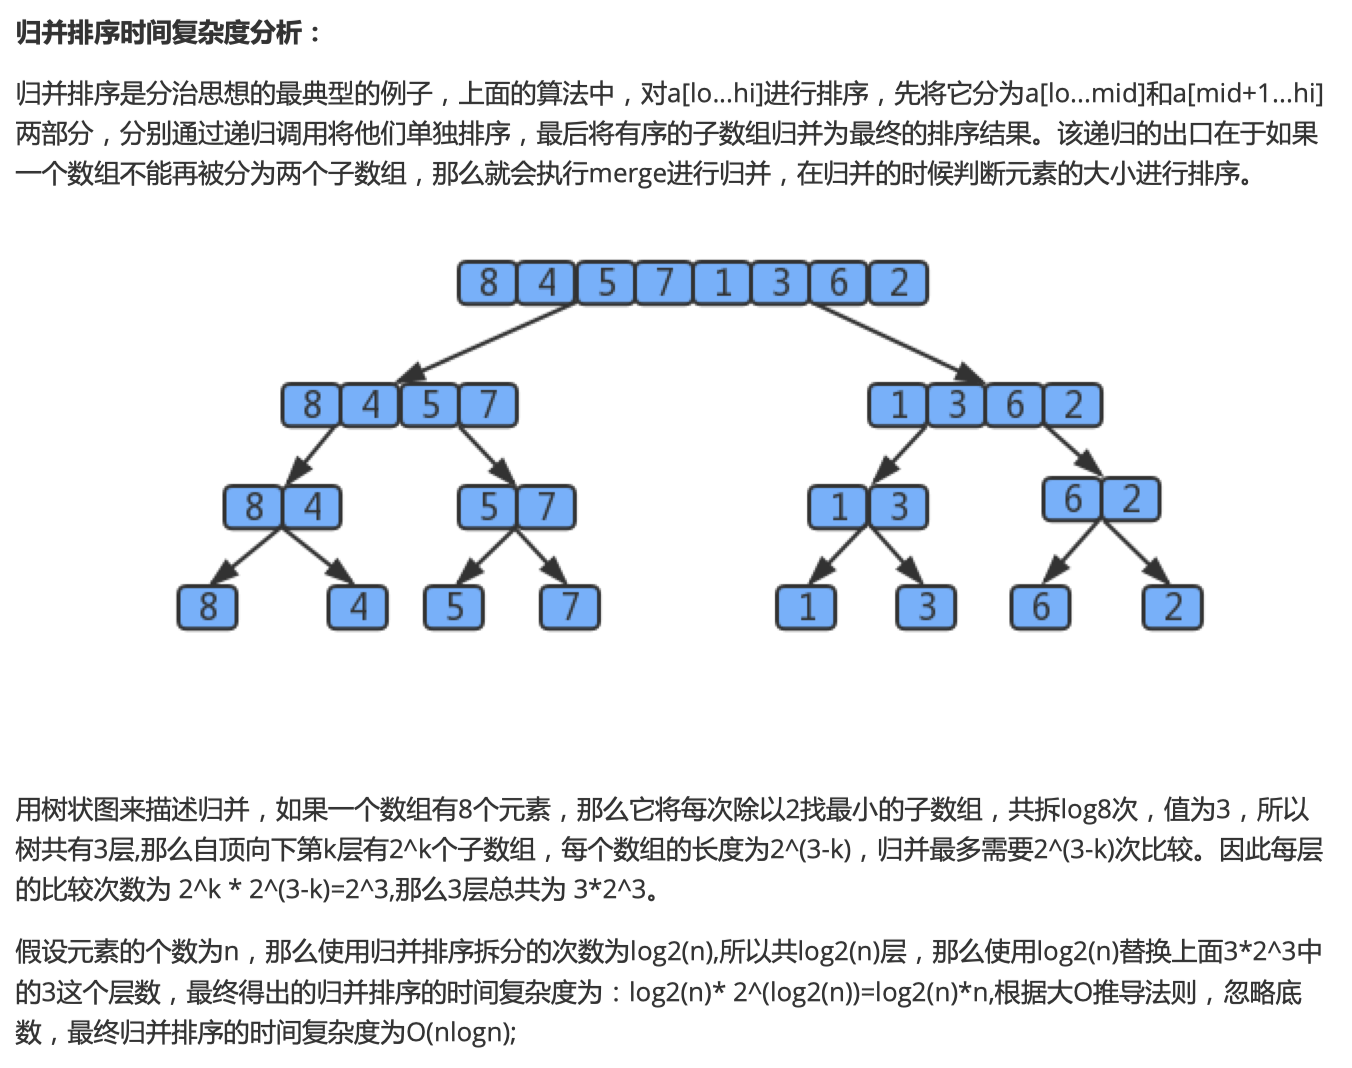 归并排序时间复杂度分析：
归并排序是分治思想的最典型的例子，上面的算法中，对a[lo...hi]进行排序，先将它分为a[lo...mid]和a[mid+1...hi]
两部分，分别通过递归调用将他们单独排序，最后将有序的子数组归并为最终的排序结果。该递归的出口在于如果
一个数组不能再被分为两个子数组，那么就会执行merge进行归并，在归并的时候判断元素的大小进行排序。
8 4 5 7 1 3 6 2
8 4 5 7 1 3 6 2
8 4 5 7 1 3 6 2
8 4 5 7 1 3 6 2
用树状图来描述归并，如果一个数组有8个元素，那么它将每次除以2找最小的子数组，共拆log8次，值为3，所以
树共有3层,那么自顶向下第k层有2^k个子数组，每个数组的长度为2^(3-k)，归并最多需要2^(3-k)次比较。因此每层
的比较次数为 2^k * 2^(3-k)=2^3,那么3层总共为 3*2^3。
假设元素的个数为n，那么使用归并排序拆分的次数为log2(n),所以共log2(n)层，那么使用log2(n)替换上面3*2^3中
的3这个层数，最终得出的归并排序的时间复杂度为：log2(n)* 2^(log2(n))=log2(n)*n,根据大O推导法则，忽略底
数，最终归并排序的时间复杂度为O(nlogn);